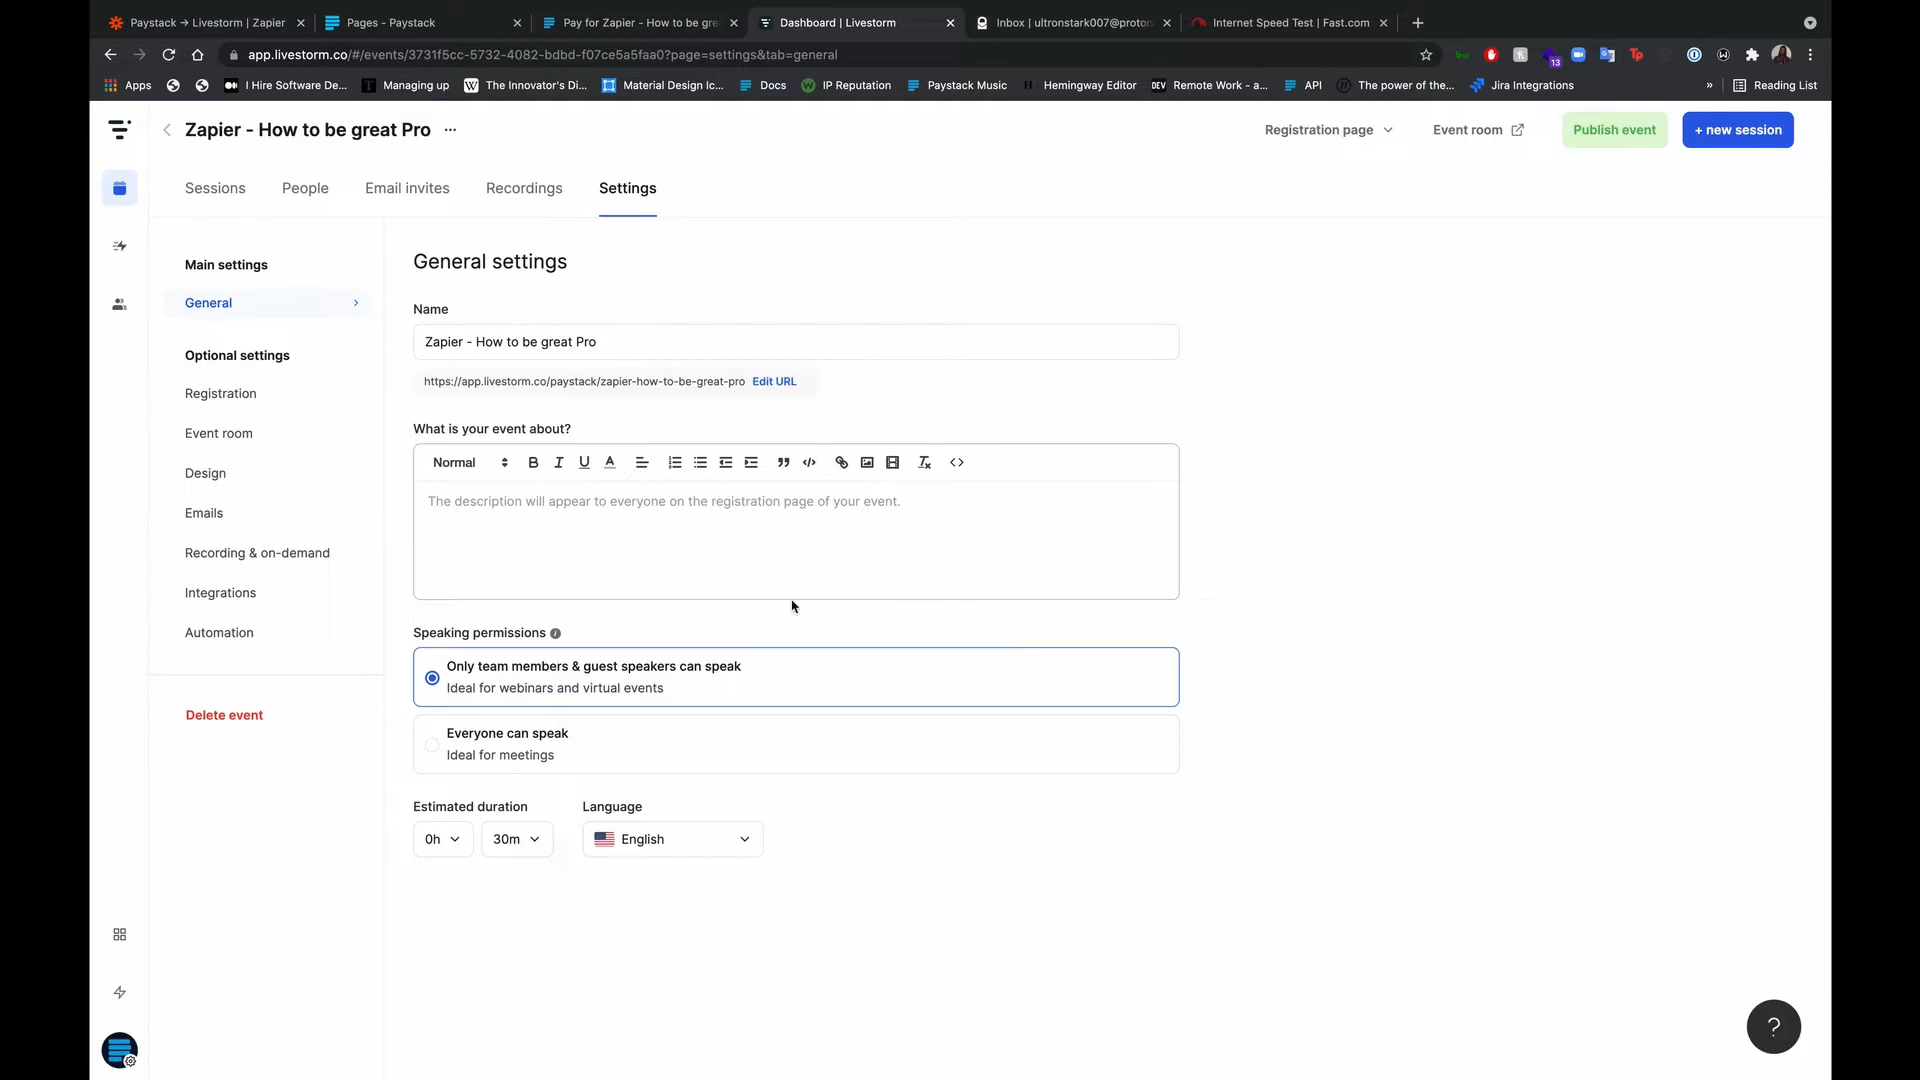 Paystack → Livestorm | Zapier
Pages - Paystack
Pay for Zapier - How to be gre
Dashboard | Livestorm
Inbox | ultronstark007@proton
Internet Speed Test | Fast.com
app.livestorm.co/#/events/3731f5cc-5732-4082-bdbd-f07ce5a5faa0?page=settings&tab=general
13
Apps
I Hire Software De...
Managing up
The Innovator's Di...
Material Design Ic...
Docs
IP Reputation
Paystack Music
Hemingway Editor
Remote Work - a...
API
The power of the...
Jira Integrations
»
Reading List
Zapier - How to be great Pro ...
Registration page
Event room
Publish event
+ new session
Sessions
People
Email invites
Recordings
Settings
Main settings
General
Optional settings
Registration
Event room
Design
Emails
Recording & on-demand
Integrations
Automation
Delete event
General settings
Name
Zapier - How to be great Pro
https://app.livestorm.co/paystack/zapier-how-to-be-great-pro Edit URL
What is your event about?
Normal
The description will appear to everyone on the registration page of your event.
Speaking permissions
Only team members & guest speakers can speak
Ideal for webinars and virtual events
Everyone can speak
Ideal for meetings
Estimated duration
Language
0h
30m
English
?